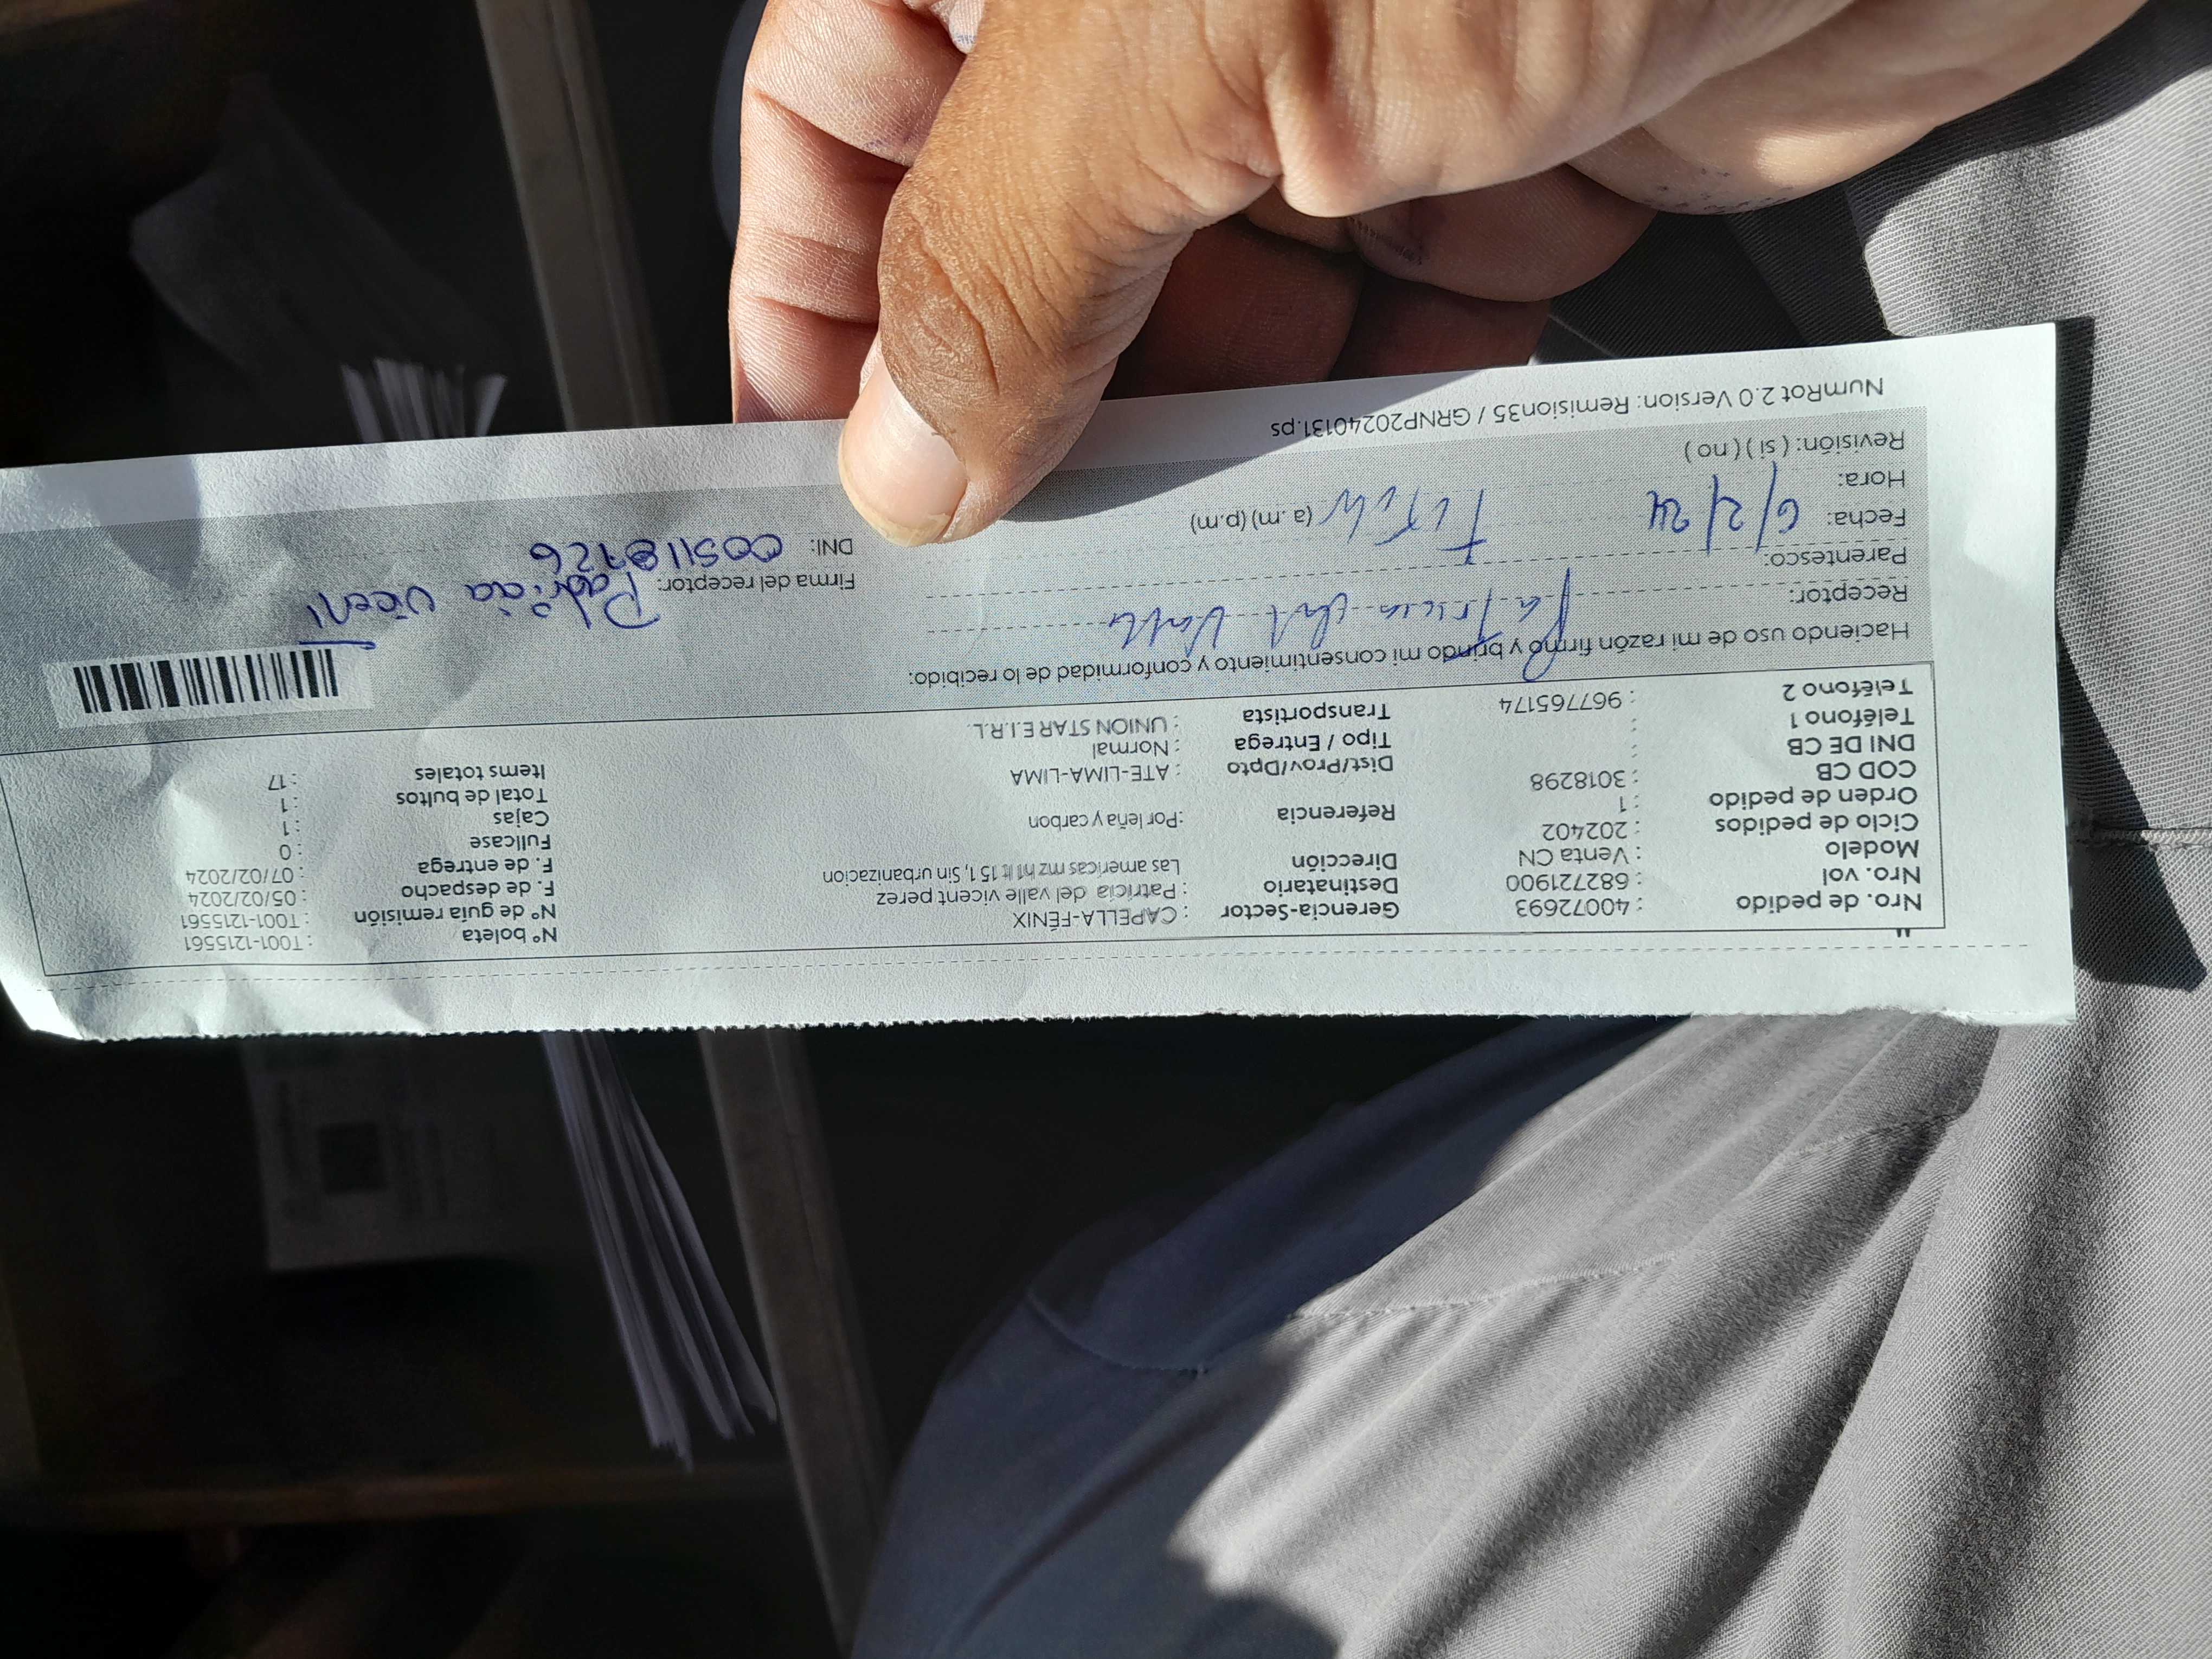 Nro. de pedido : 40072693 Gerencia-Sector : CAPELLA-FÉNIX N° boleta : T001-1215561
Nro. vol : 682721900 Destinatario : Patricia del valle vicent perez N° de guía remisión : T001-1215561
Modelo : Venta CN Dirección Las americas mz h1 lt 15 1, Sin urbanizacion F. de despacho : 05/02/2024
Ciclo de pedidos : 202402 F. de entrega : 07/02/2024
Orden de pedido : 1 Referencia :Por leña y carbon Fullcase : 0
COD CB : 3018298 Cajas : 1
DNI DE CB : Dist/Prov/Dpto : ATE-LIMA-LIMA Total de bultos : 1
Teléfono 1 : Tipo / Entrega : Normal Items totales : 17
Teléfono 2 : 967765174 Transportista : UNION STAR E.I.R.L.
Haciendo uso de mi razón firmo y brindo mi consentimiento y conformidad de lo recibido:
Receptor: Patricia del Valle
Parentesco:
Firma del receptor: Patricia Vicent
Fecha: 6/2/24
DNI: 005118726
Hora: (a. m) (p.m)
Revisión: ( si ) ( no )
NumRot 2.0 Version: Remision35 / GRNP20240131.ps